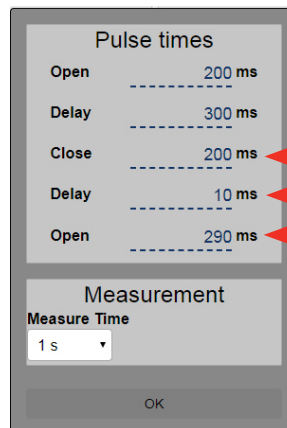 Pulse times
Open 200 ms
Delay 300 ms
Close 200 ms
Delay 10 ms
Open 290 ms
Measurement
Measure Time
1 s
OK